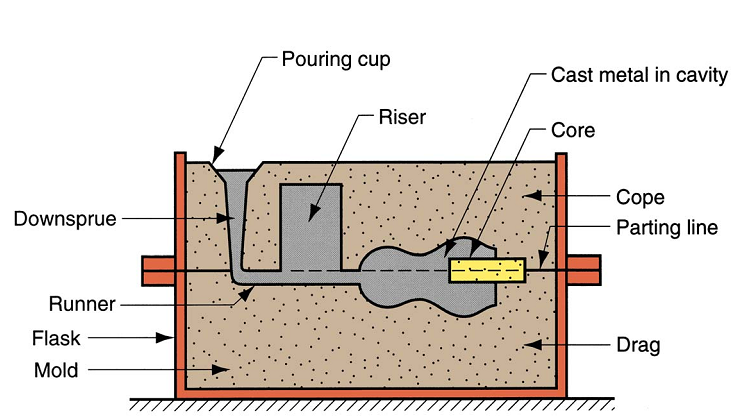 Pouring cup
Cast metal in cavity
Riser
Core
Cope
Downsprue
Parting line
Runner
Flask
Drag
Mold